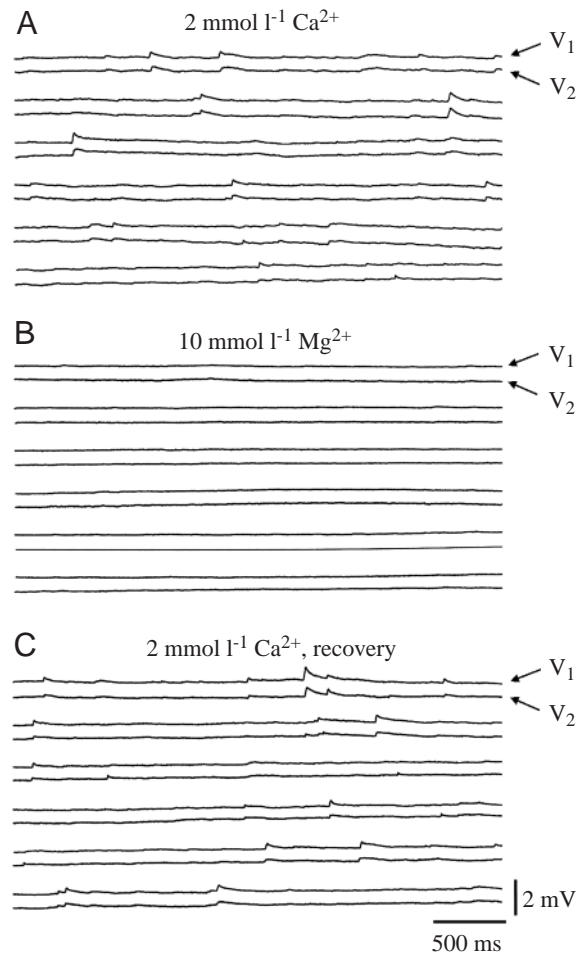 A
2 mmol l⁻¹ Ca²⁺
V₁
V₂
B
10 mmol l⁻¹ Mg²⁺
V₁
V₂
C
2 mmol l⁻¹ Ca²⁺, recovery
V₁
V₂
2 mV
500 ms